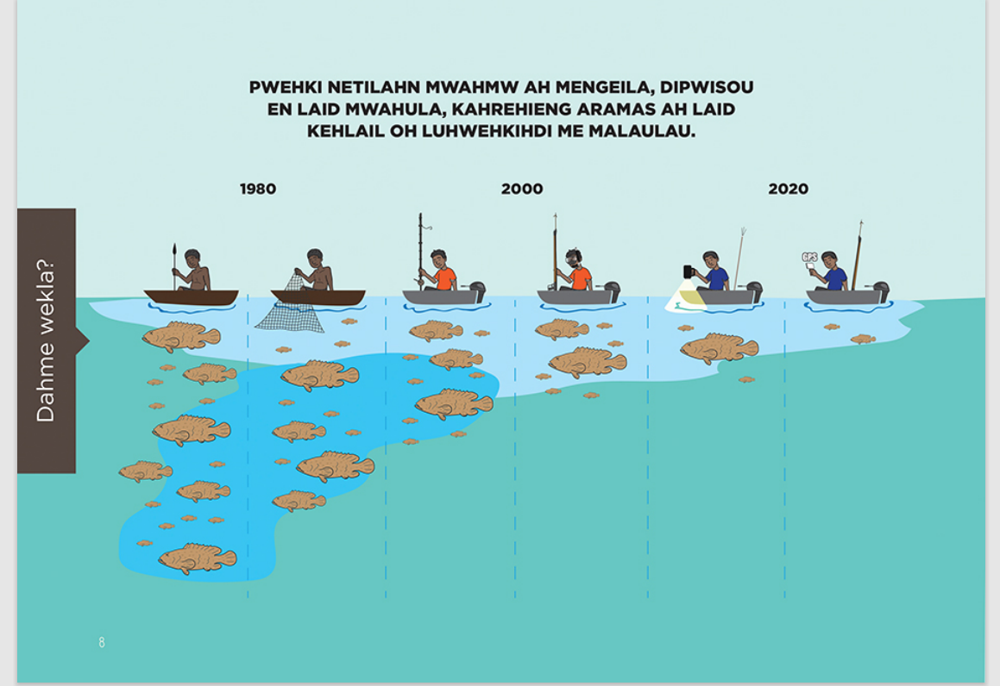 PWEHKI NETILAHN MWAHMW AH MENGEILA, DIPWISOU
EN LAID MWAHULA, KAHREHIENG ARAMAS AH LAID
KEHLAIL OH LUHWEHKIHDI ME MALAULAU.
1980
2000
2020
GPS
Dahme wekla?
8